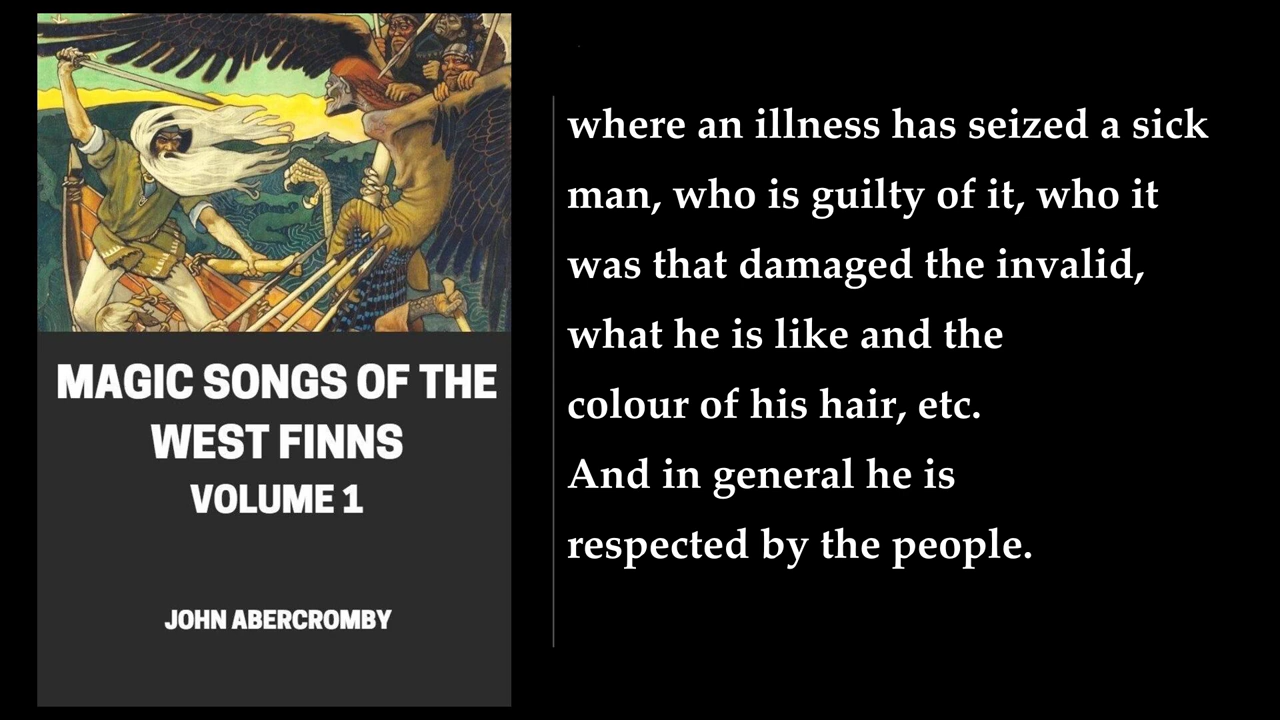 MAGIC SONGS OF THE
WEST FINNS
VOLUME 1
JOHN ABERCROMBY
where an illness has seized a sick
man, who is guilty of it, who it
was that damaged the invalid,
what he is like and the
colour of his hair, etc.
And in general he is
respected by the people.